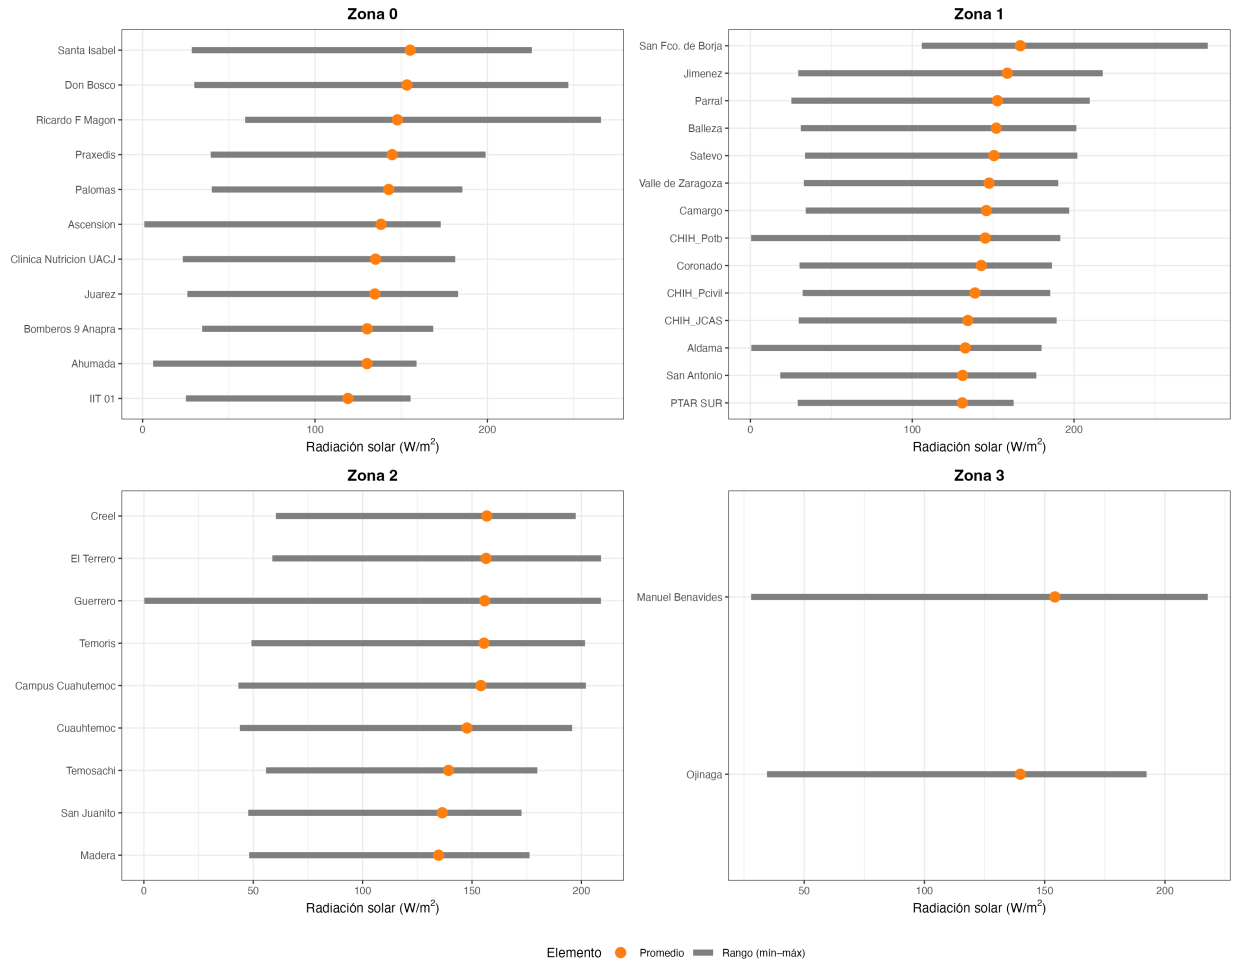 Zona 0
Santa Isabel
Don Bosco
Ricardo F Magon
Praxedis
Palomas
Ascension
Clinica Nutricion UACJ
Juarez
Bomberos 9 Anapra
Ahumada
IIT 01
0 100 200
Radiación solar (W/m²)
Zona 1
San Fco. de Borja
Jimenez
Parral
Balleza
Satevo
Valle de Zaragoza
Camargo
CHIH_Potb
Coronado
CHIH_Pcivil
CHIH_JCAS
Aldama
San Antonio
PTAR SUR
0 100 200
Radiación solar (W/m²)
Zona 2
Creel
El Terrero
Guerrero
Temoris
Campus Cuahutemoc
Cuauhtemoc
Temosachi
San Juanito
Madera
0 50 100 150 200
Radiación solar (W/m²)
Zona 3
Manuel Benavides
Ojinaga
50 100 150 200
Radiación solar (W/m²)
Elemento Promedio Rango (mín–máx)